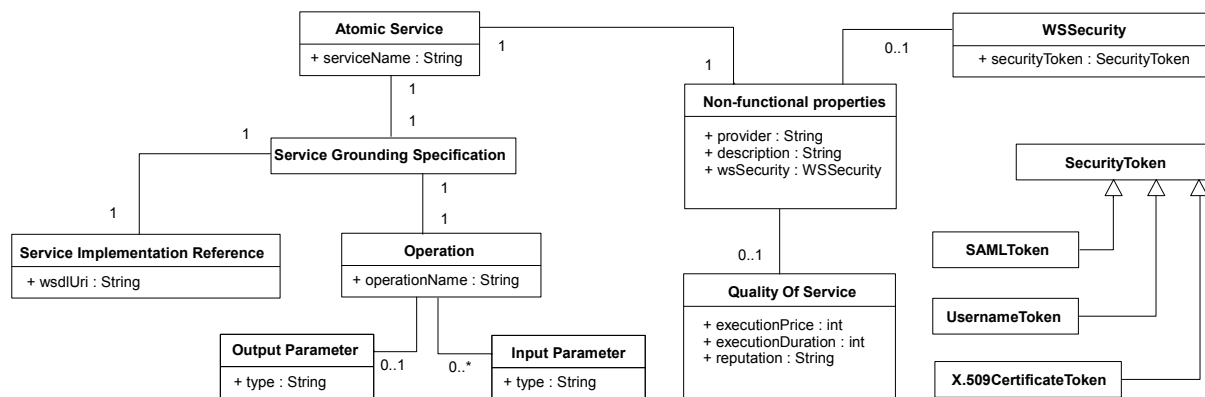 Atomic Service
+ serviceName : String
1
1
0..1
WSSecurity
+ securityToken : SecurityToken
1
1
Non-functional properties
+ provider : String
+ description : String
+ wsSecurity : WSSecurity
1
Service Grounding Specification
1
1
1
SecurityToken
Service Implementation Reference
+ wsdlUri : String
Operation
+ operationName : String
0..1
Quality Of Service
+ executionPrice : int
+ executionDuration : int
+ reputation : String
SAMLToken
UsernameToken
X.509CertificateToken
Output Parameter
+ type : String
0..1
0..*
Input Parameter
+ type : String